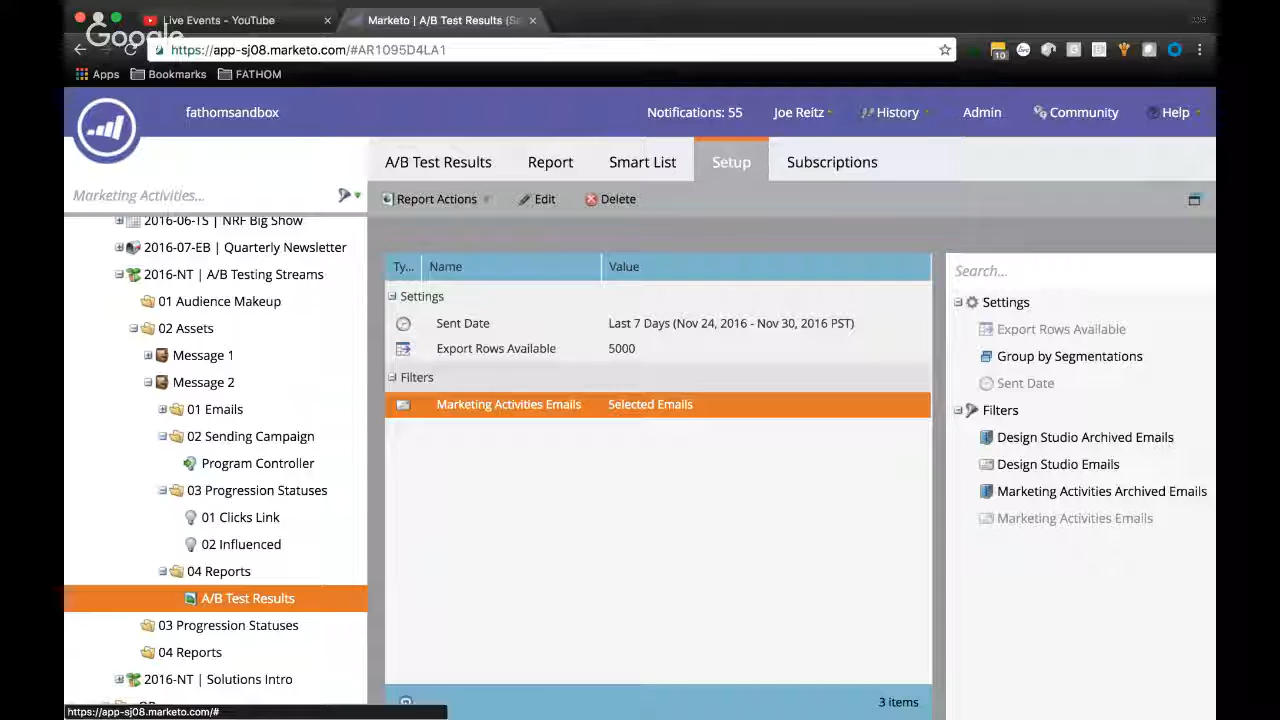 Live Events - YouTube
Marketo | A/B Test Results (Sa
Google
https://app-sj08.marketo.com/#AR1095D4LA1
10
Apps
Bookmarks
FATHOM
fathomsandbox
Notifications: 55
Joe Reitz
History
Admin
Community
Help
A/B Test Results
Report
Smart List
Setup
Subscriptions
Marketing Activities...
Report Actions
Edit
Delete
2016-06-TS | NRF Big Show
2016-07-EB | Quarterly Newsletter
2016-NT | A/B Testing Streams
01 Audience Makeup
02 Assets
Message 1
Message 2
01 Emails
02 Sending Campaign
Program Controller
03 Progression Statuses
01 Clicks Link
02 Influenced
04 Reports
A/B Test Results
03 Progression Statuses
04 Reports
2016-NT | Solutions Intro
https://app-sj08.marketo.com/#
Ty... Name Value
Settings
Sent Date Last 7 Days (Nov 24, 2016 - Nov 30, 2016 PST)
Export Rows Available 5000
Filters
Marketing Activities Emails Selected Emails
3 items
Search...
Settings
Export Rows Available
Group by Segmentations
Sent Date
Filters
Design Studio Archived Emails
Design Studio Emails
Marketing Activities Archived Emails
Marketing Activities Emails